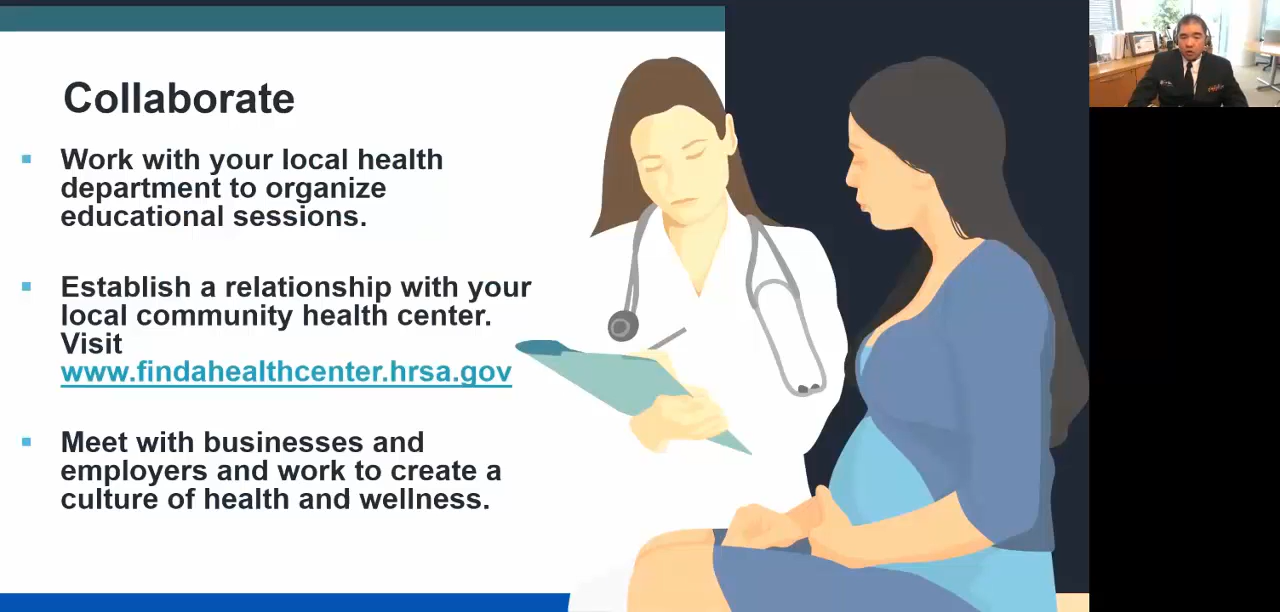 Collaborate
▪ Work with your local health
department to organize
educational sessions.
▪ Establish a relationship with your
local community health center.
Visit
www.findahealthcenter.hrsa.gov
▪ Meet with businesses and
employers and work to create a
culture of health and wellness.